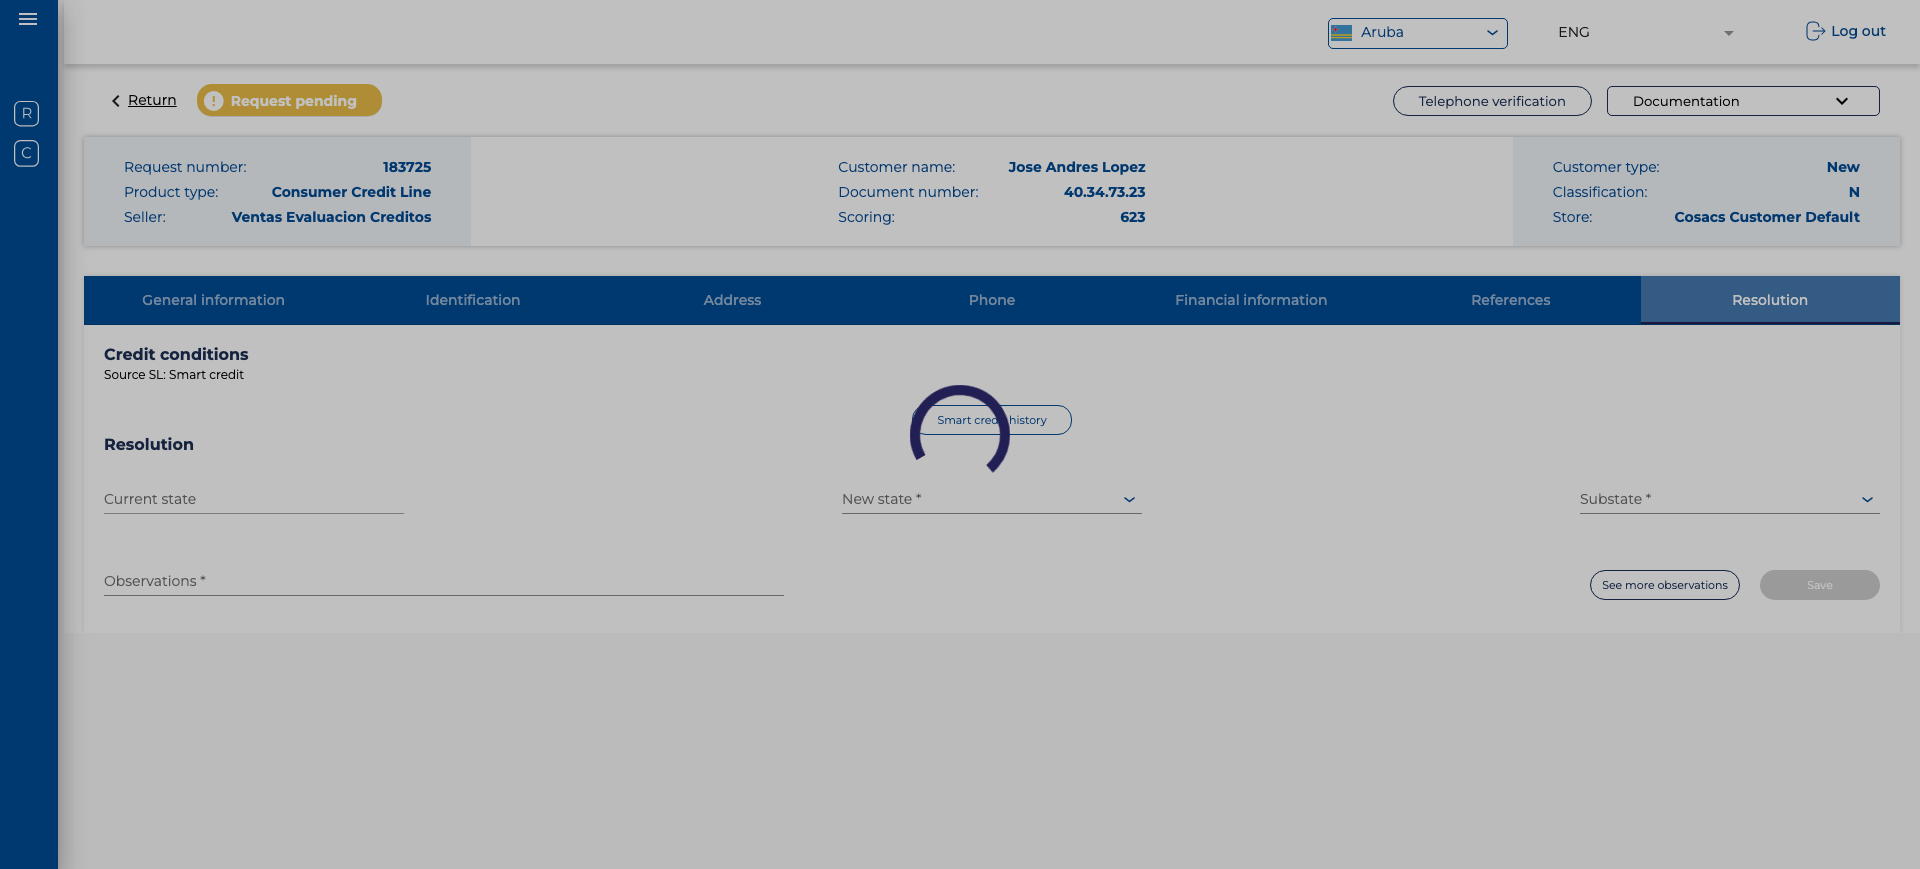 Aruba
ENG
Log out
R
C
Return
Request pending
Telephone verification
Documentation
Request number: 183725
Product type: Consumer Credit Line
Seller: Ventas Evaluacion Creditos
Customer name: Jose Andres Lopez
Document number: 40.34.73.23
Scoring: 623
Customer type: New
Classification: N
Store: Cosacs Customer Default
General information
Identification
Address
Phone
Financial information
References
Resolution
Credit conditions
Source SL: Smart credit
Smart credit history
Resolution
Current state
New state *
Substate *
Observations *
See more observations
Save